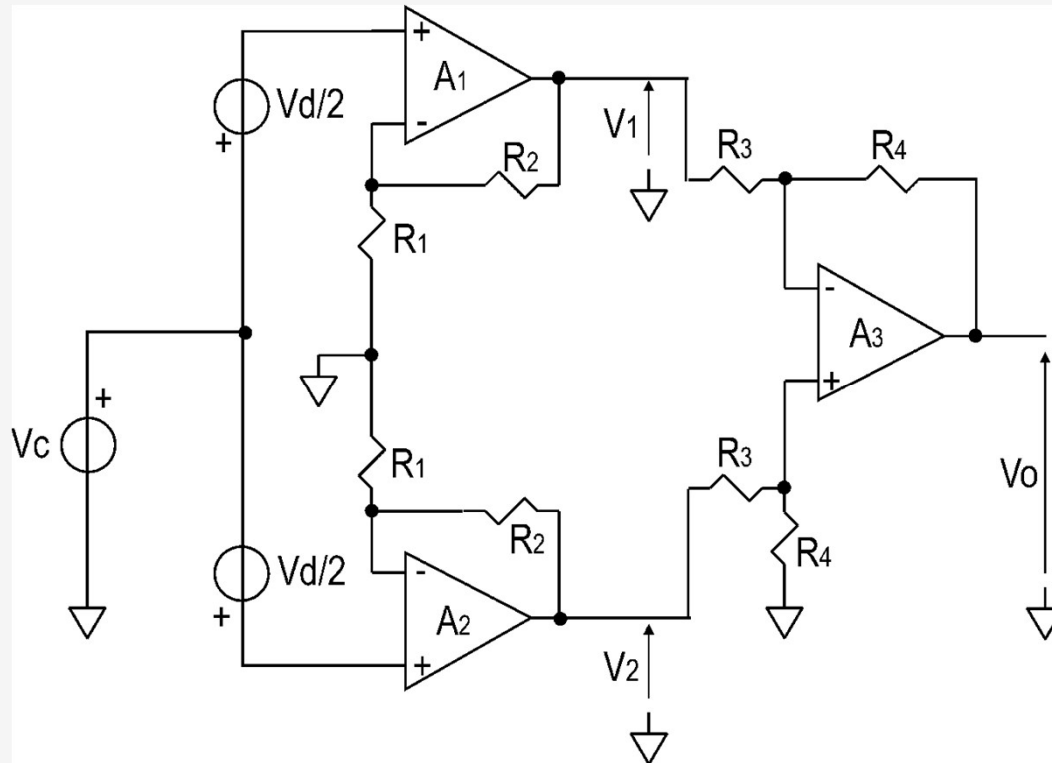 +
A1
-
Vd/2
+
V1
R2
R3
R4
R1
-
A3
+
+
Vc
R1
R3
Vo
R2
R4
Vd/2
+
-
A2
+
V2